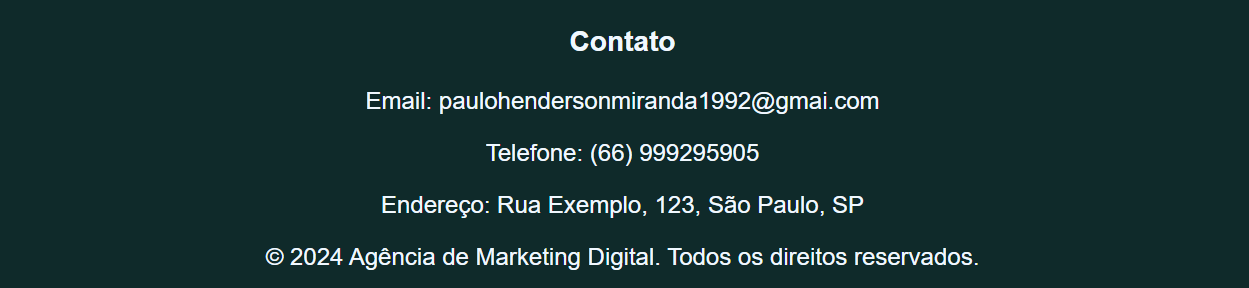 Contato
Email: paulohendersonmiranda1992@gmai.com
Telefone: (66) 999295905
Endereço: Rua Exemplo, 123, São Paulo, SP
© 2024 Agência de Marketing Digital. Todos os direitos reservados.